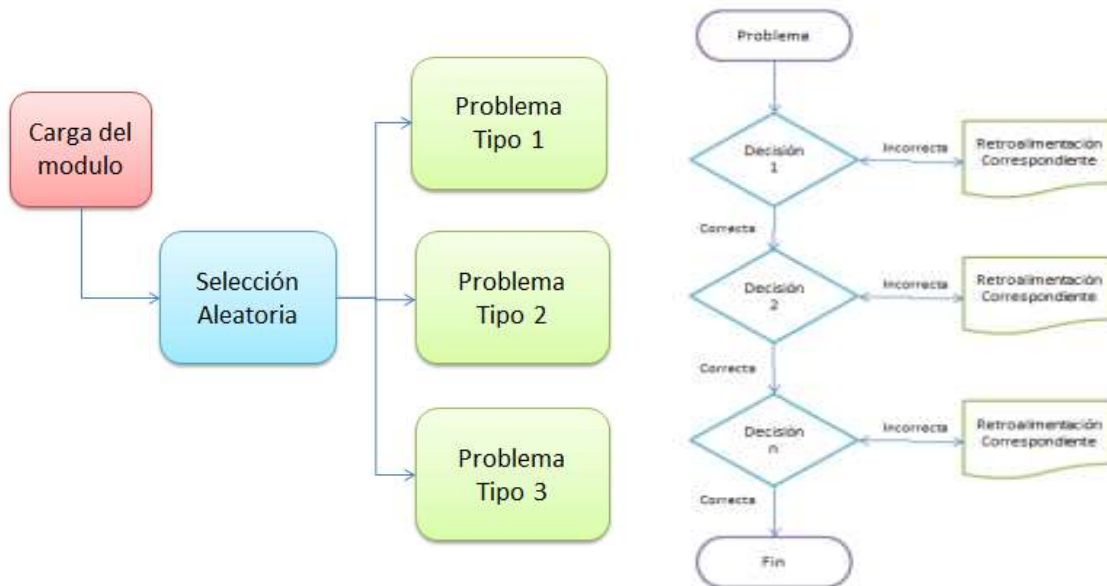 Carga del
modulo
Selección
Aleatoria
Problema
Tipo 1
Problema
Tipo 2
Problema
Tipo 3
Problema
Decisión
1
Incorrecta
Retroalimentación
Correspondiente
Correcta
Decisión
2
Incorrecta
Retroalimentación
Correspondiente
Correcta
Decisión
n
Incorrecta
Retroalimentación
Correspondiente
Correcta
Fin